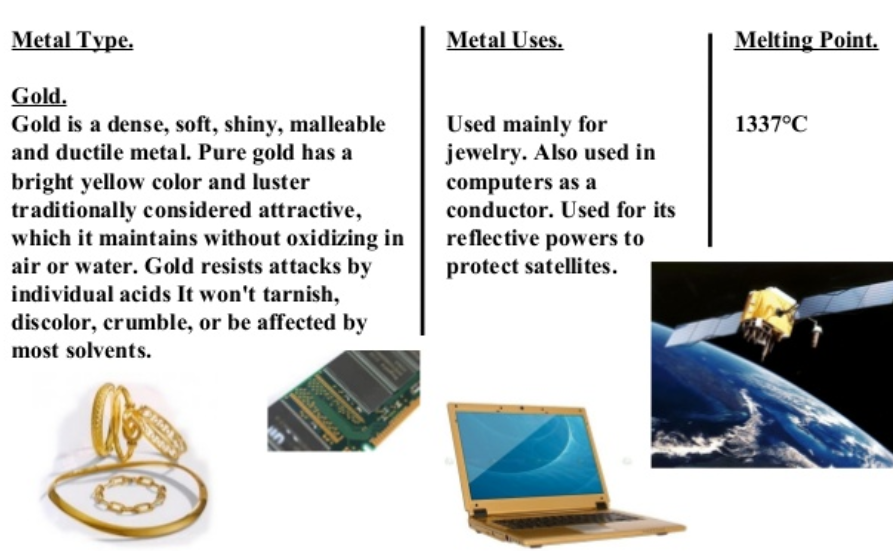 Metal Type.
Metal Uses.
Melting Point.
Gold.
Gold is a dense, soft, shiny, malleable
and ductile metal. Pure gold has a
bright yellow color and luster
traditionally considered attractive,
which it maintains without oxidizing in
air or water. Gold resists attacks by
individual acids It won't tarnish,
discolor, crumble, or be affected by
most solvents.
Used mainly for
jewelry. Also used in
computers as a
conductor. Used for its
reflective powers to
protect satellites.
1337°C